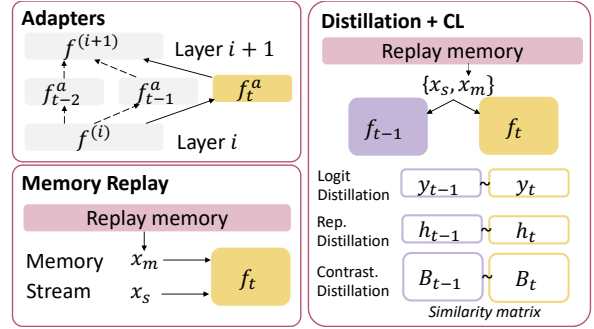 Adapters
f^(i+1) Layer i + 1
f^a_{t−2} f^a_{t−1} f^a_t
f^(i) Layer i
Memory Replay
Replay memory
Memory x_m
f_t
Stream x_s
Distillation + CL
Replay memory
{x_s, x_m}
f_{t−1} f_t
Logit
Distillation
y_{t−1} ~ y_t
Rep.
Distillation
h_{t−1} ~ h_t
Contrast.
Distillation
B_{t−1} ~ B_t
Similarity matrix